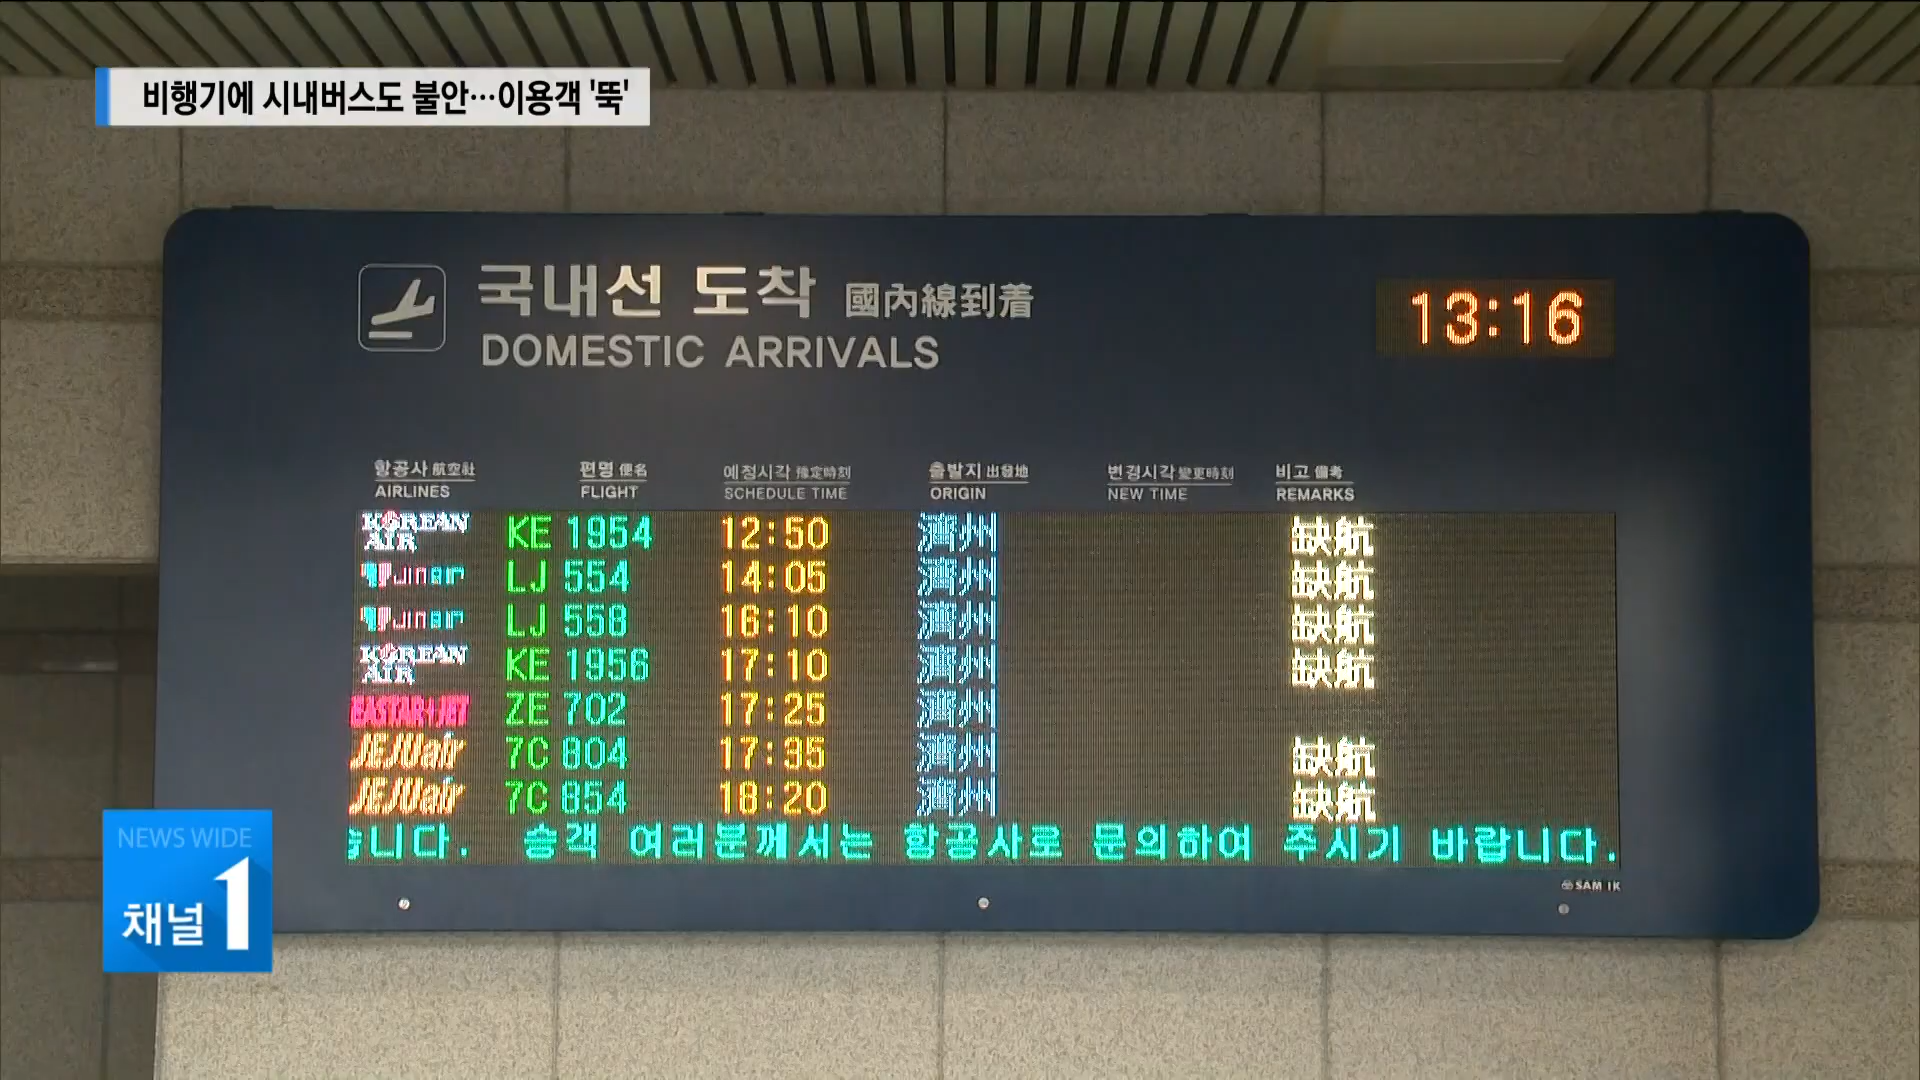 비행기에 시내버스도 불안…이용객 '뚝'
국내선 도착 國內線到着
DOMESTIC ARRIVALS
13:16
항공사 航空社 편명 便名 예정시각 豫定時刻 출발지 出發地 변경시각 變更時刻 비고 備考
AIRLINES FLIGHT SCHEDULE TIME ORIGIN NEW TIME REMARKS
KOREAN AIR KE 1954 12:50 濟州 缺航
JINAIR LJ 554 14:05 濟州 缺航
JINAIR LJ 558 16:10 濟州 缺航
KOREAN AIR KE 1956 17:10 濟州 缺航
EASTAR JET ZE 702 17:25 濟州
JEJUair 7C 804 17:35 濟州 缺航
JEJUair 7C 854 18:20 濟州 缺航
습니다. 승객 여러분께서는 항공사로 문의하여 주시기 바랍니다.
SAM IK
NEWS WIDE
채널 1